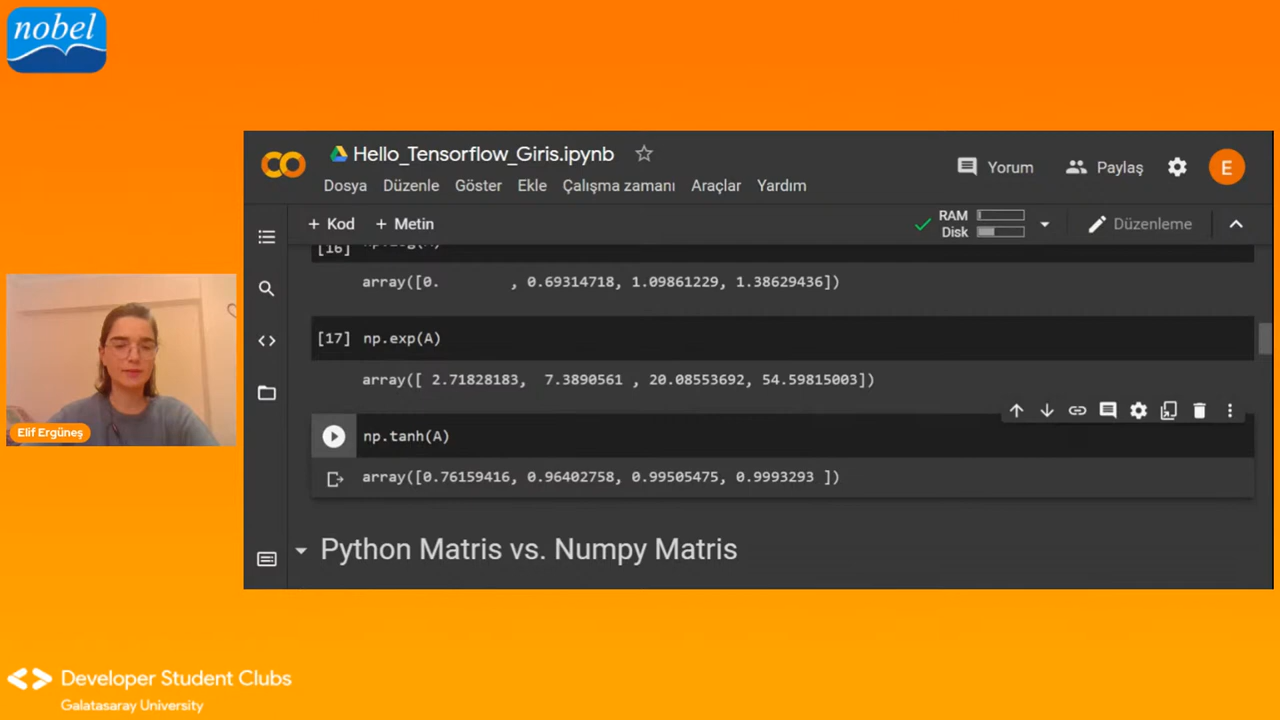 nobel
Hello_Tensorflow_Giris.ipynb
Yorum
Paylaş
E
Dosya Düzenle Göster Ekle Çalışma zamanı Araçlar Yardım
+ Kod + Metin
RAM
Disk
Düzenleme
[16] np.log(A)
array([0. , 0.69314718, 1.09861229, 1.38629436])
[17] np.exp(A)
array([ 2.71828183, 7.3890561 , 20.08553692, 54.59815003])
np.tanh(A)
array([0.76159416, 0.96402758, 0.99505475, 0.9993293 ])
Python Matris vs. Numpy Matris
Elif Ergüneş
Developer Student Clubs
Galatasaray University